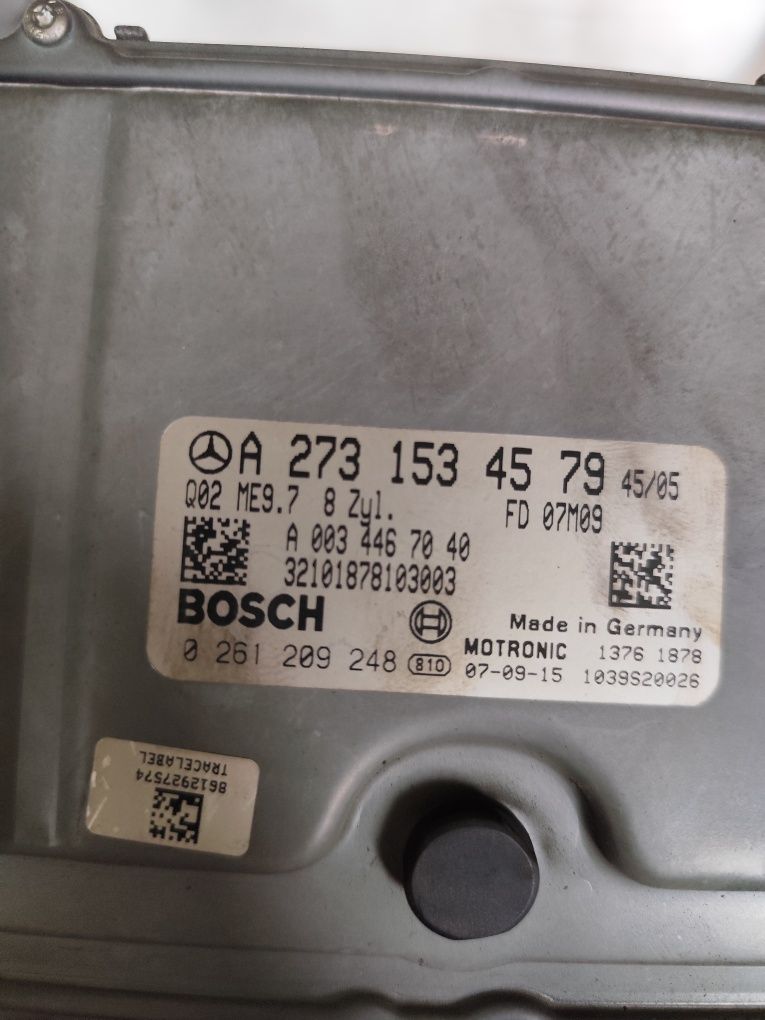 A 273 153 45 79 45/05
Q02 ME9.7 8 Zyl. FD 07M09
A 003 446 70 40
32101878103003
BOSCH
Made in Germany
0 261 209 248 810 MOTRONIC 1376 1878
07-09-15 1039S20026
86129927574
TRACELABEL